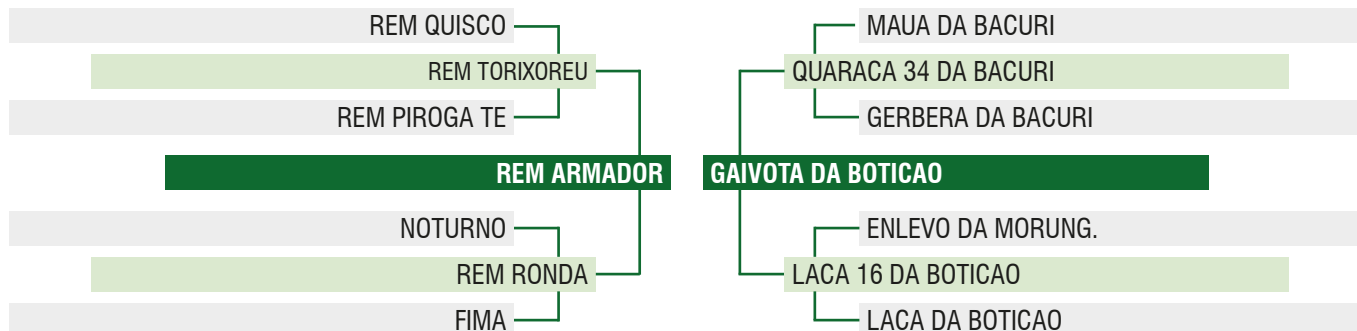 REM QUISCO
MAUA DA BACURI
REM TORIXOREU
QUARACA 34 DA BACURI
REM PIROGA TE
GERBERA DA BACURI
REM ARMADOR
GAIVOTA DA BOTICAO
NOTURNO
ENLEVO DA MORUNG.
REM RONDA
LACA 16 DA BOTICAO
FIMA
LACA DA BOTICAO